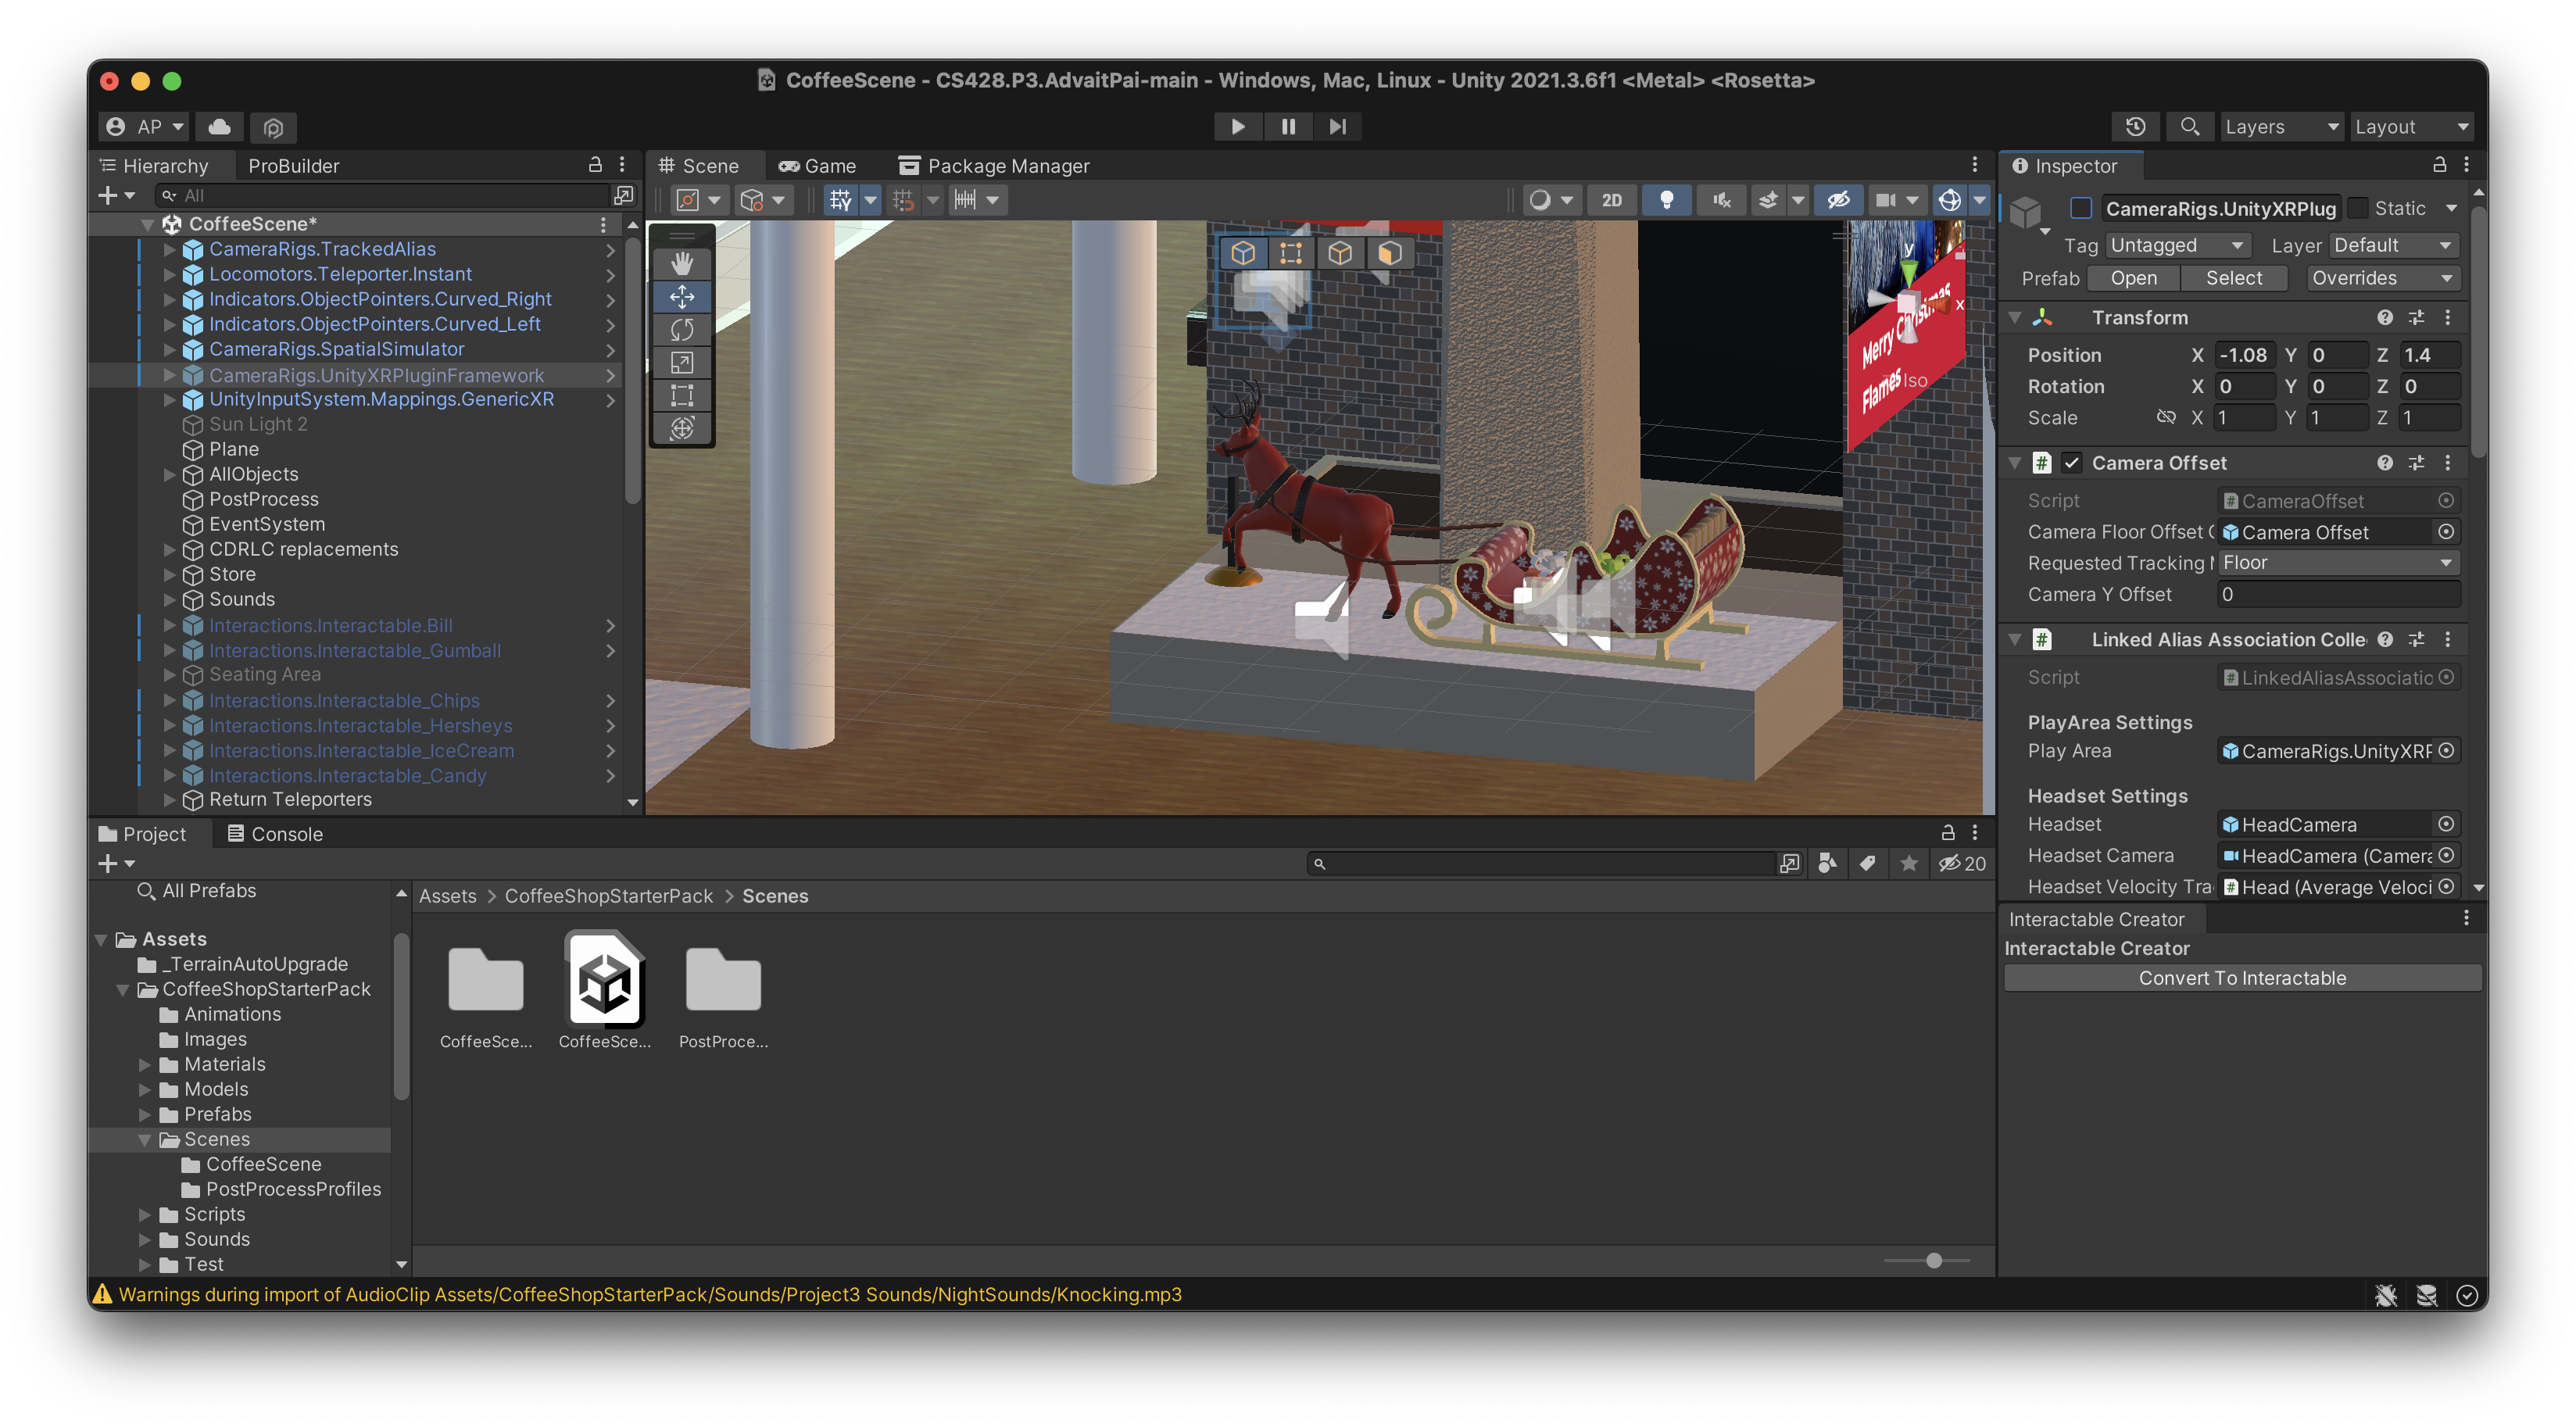 CoffeeScene - CS428.P3.AdvaitPai-main - Windows, Mac, Linux - Unity 2021.3.6f1 <Metal> <Rosetta>
AP
Layers
Layout
Hierarchy
ProBuilder
All
CoffeeScene*
CameraRigs.TrackedAlias
Locomotors.Teleporter.Instant
Indicators.ObjectPointers.Curved_Right
Indicators.ObjectPointers.Curved_Left
CameraRigs.SpatialSimulator
CameraRigs.UnityXRPluginFramework
UnityInputSystem.Mappings.GenericXR
Sun Light 2
Plane
AllObjects
PostProcess
EventSystem
CDRLC replacements
Store
Sounds
Interactions.Interactable.Bill
Interactions.Interactable_Gumball
Seating Area
Interactions.Interactable_Chips
Interactions.Interactable_Hersheys
Interactions.Interactable_IceCream
Interactions.Interactable_Candy
Return Teleporters
Scene
Game
Package Manager
2D
y
x
Iso
Merry Christmas
Flames
Inspector
CameraRigs.UnityXRPlug
Static
Tag Untagged Layer Default
Prefab Open Select Overrides
Transform
Position X -1.08 Y 0 Z 1.4
Rotation X 0 Y 0 Z 0
Scale X 1 Y 1 Z 1
Camera Offset
Script CameraOffset
Camera Floor Offset Camera Offset
Requested Tracking Floor
Camera Y Offset 0
Linked Alias Association Colle
Script LinkedAliasAssociatio
PlayArea Settings
Play Area CameraRigs.UnityXRF
Headset Settings
Headset HeadCamera
Headset Camera HeadCamera (Camera
Headset Velocity Tra Head (Average Veloci
Interactable Creator
Interactable Creator
Convert To Interactable
Project
Console
20
All Prefabs
Assets
_TerrainAutoUpgrade
CoffeeShopStarterPack
Animations
Images
Materials
Models
Prefabs
Scenes
CoffeeScene
PostProcessProfiles
Scripts
Sounds
Test
Assets > CoffeeShopStarterPack > Scenes
CoffeeSce...
CoffeeSce...
PostProce...
Warnings during import of AudioClip Assets/CoffeeShopStarterPack/Sounds/Project3 Sounds/NightSounds/Knocking.mp3